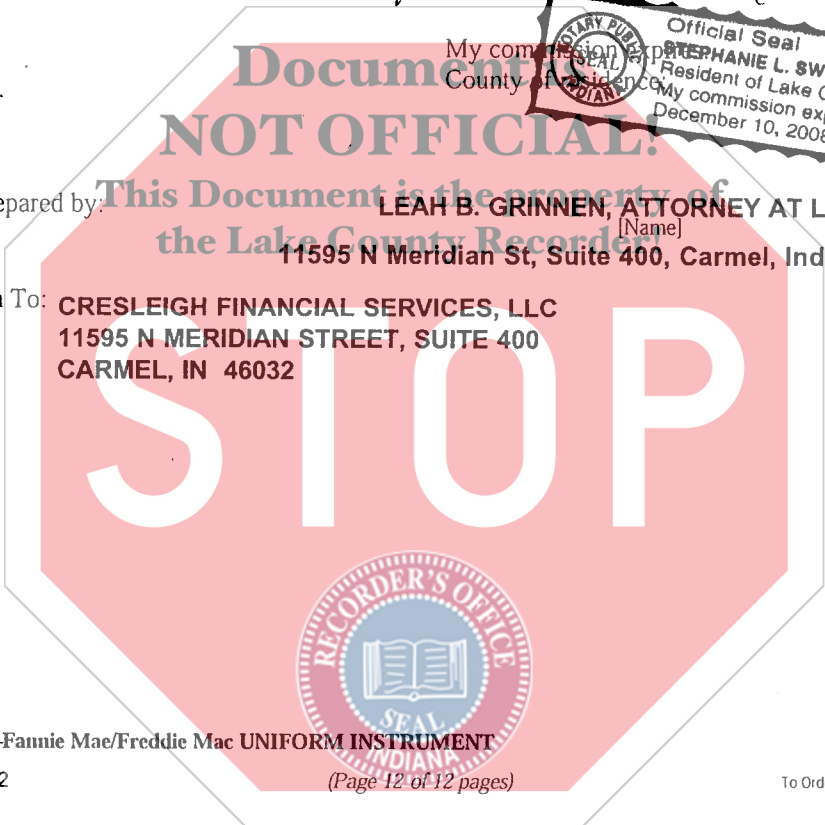 My commission expires:
County of residence:
Official Seal
STEPHANIE L. SW
Resident of Lake C
My commission exp
December 10, 2008
NOTARY PUBLIC
SEAL
INDIANA
Document is
NOT OFFICIAL!
This Document is the property of
the Lake County Recorder!
epared by:
LEAH B. GRINNEN, ATTORNEY AT L
[Name]
11595 N Meridian St, Suite 400, Carmel, Ind
To:
CRESLEIGH FINANCIAL SERVICES, LLC
11595 N MERIDIAN STREET, SUITE 400
CARMEL, IN 46032
STOP
RECORDER'S OFFICE
SEAL
INDIANA
-Fannie Mae/Freddie Mac UNIFORM INSTRUMENT
2
(Page 12 of 12 pages)
To Ord